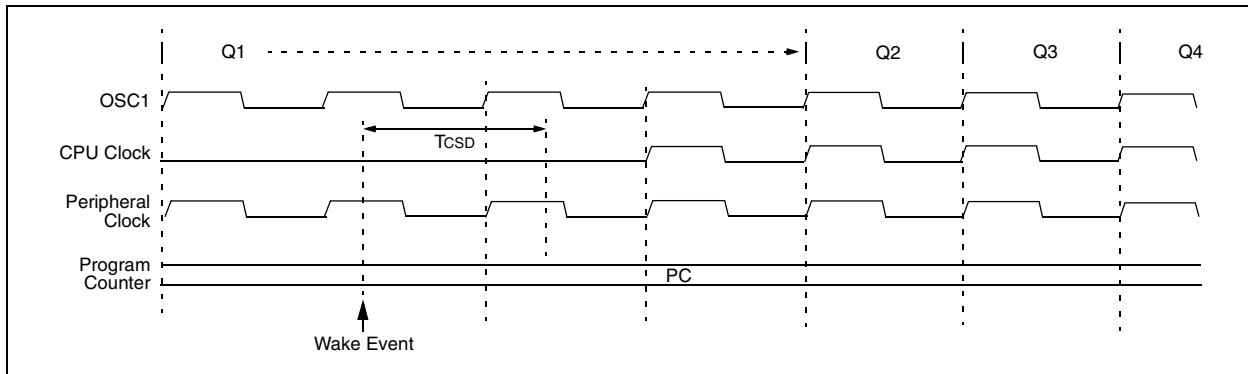 Q1
Q2
Q3
Q4
OSC1
TCSD
CPU Clock
Peripheral
Clock
Program
Counter
PC
Wake Event